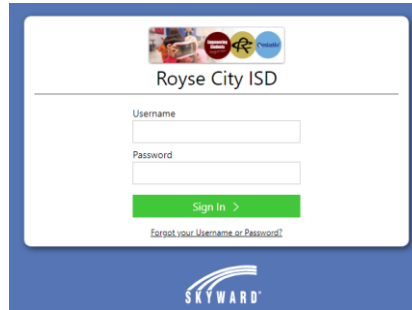 Royse City ISD
Username
Password
Sign In >
Forgot your Username or Password?
SKYWARD